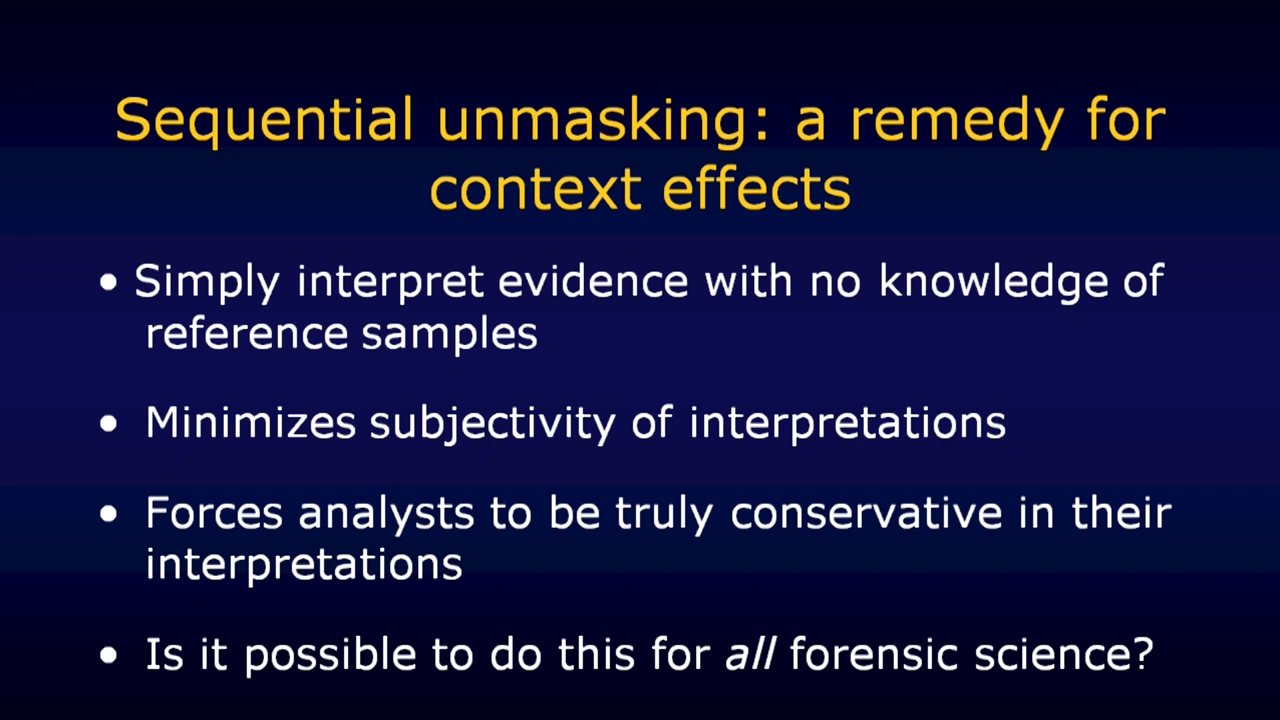 Sequential unmasking: a remedy for
context effects
• Simply interpret evidence with no knowledge of
reference samples
• Minimizes subjectivity of interpretations
• Forces analysts to be truly conservative in their
interpretations
• Is it possible to do this for all forensic science?